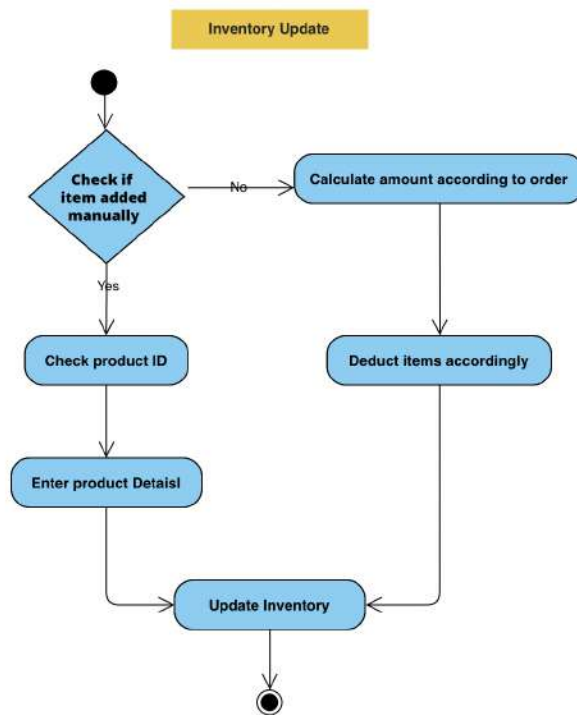 Inventory Update
Check if
item added
manually
No
Calculate amount according to order
Yes
Check product ID
Deduct items accordingly
Enter product Detaisl
Update Inventory